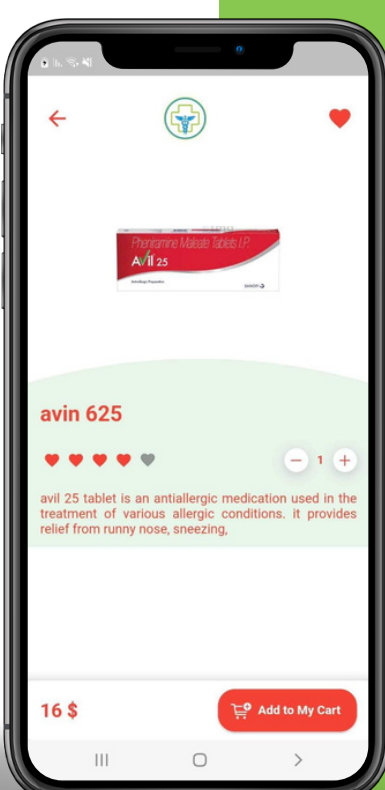 Pheniramine Maleate Tablets I.P.
Avil 25
SANOFI
avin 625
1
avil 25 tablet is an antiallergic medication used in the
treatment of various allergic conditions. it provides
relief from runny nose, sneezing,
16 $
Add to My Cart